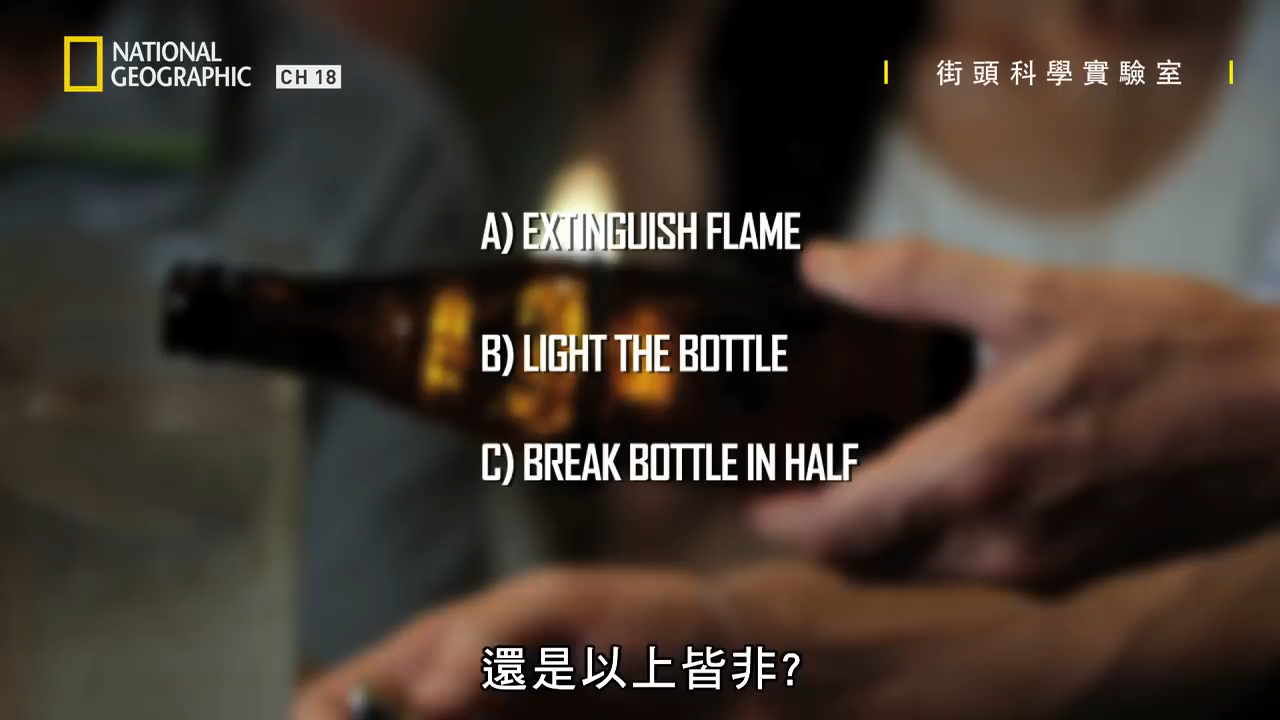 NATIONAL
GEOGRAPHIC CH 18
街頭科學實驗室
A) EXTINGUISH FLAME
B) LIGHT THE BOTTLE
C) BREAK BOTTLE IN HALF
還是以上皆非?